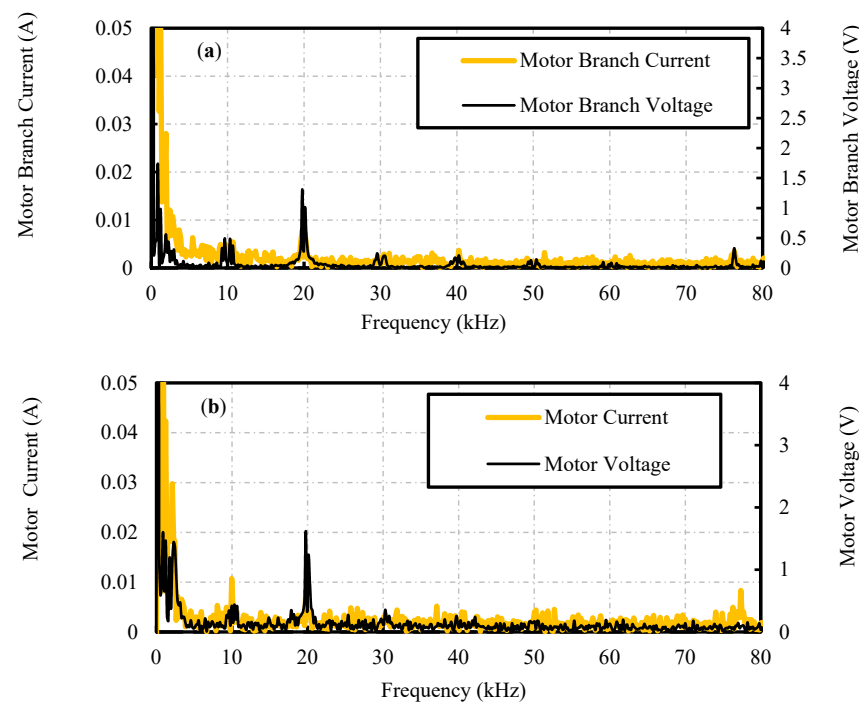 Motor Branch Current (A)
0.05
0.04
0.03
0.02
0.01
0
(a)
Motor Branch Current
Motor Branch Voltage
4
3.5
3
2.5
2
1.5
1
0.5
0
Motor Branch Voltage (V)
0 10 20 30 40 50 60 70 80
Frequency (kHz)
Motor Current (A)
0.05
0.04
0.03
0.02
0.01
0
(b)
Motor Current
Motor Voltage
4
3
2
1
0
Motor Voltage (V)
0 10 20 30 40 50 60 70 80
Frequency (kHz)